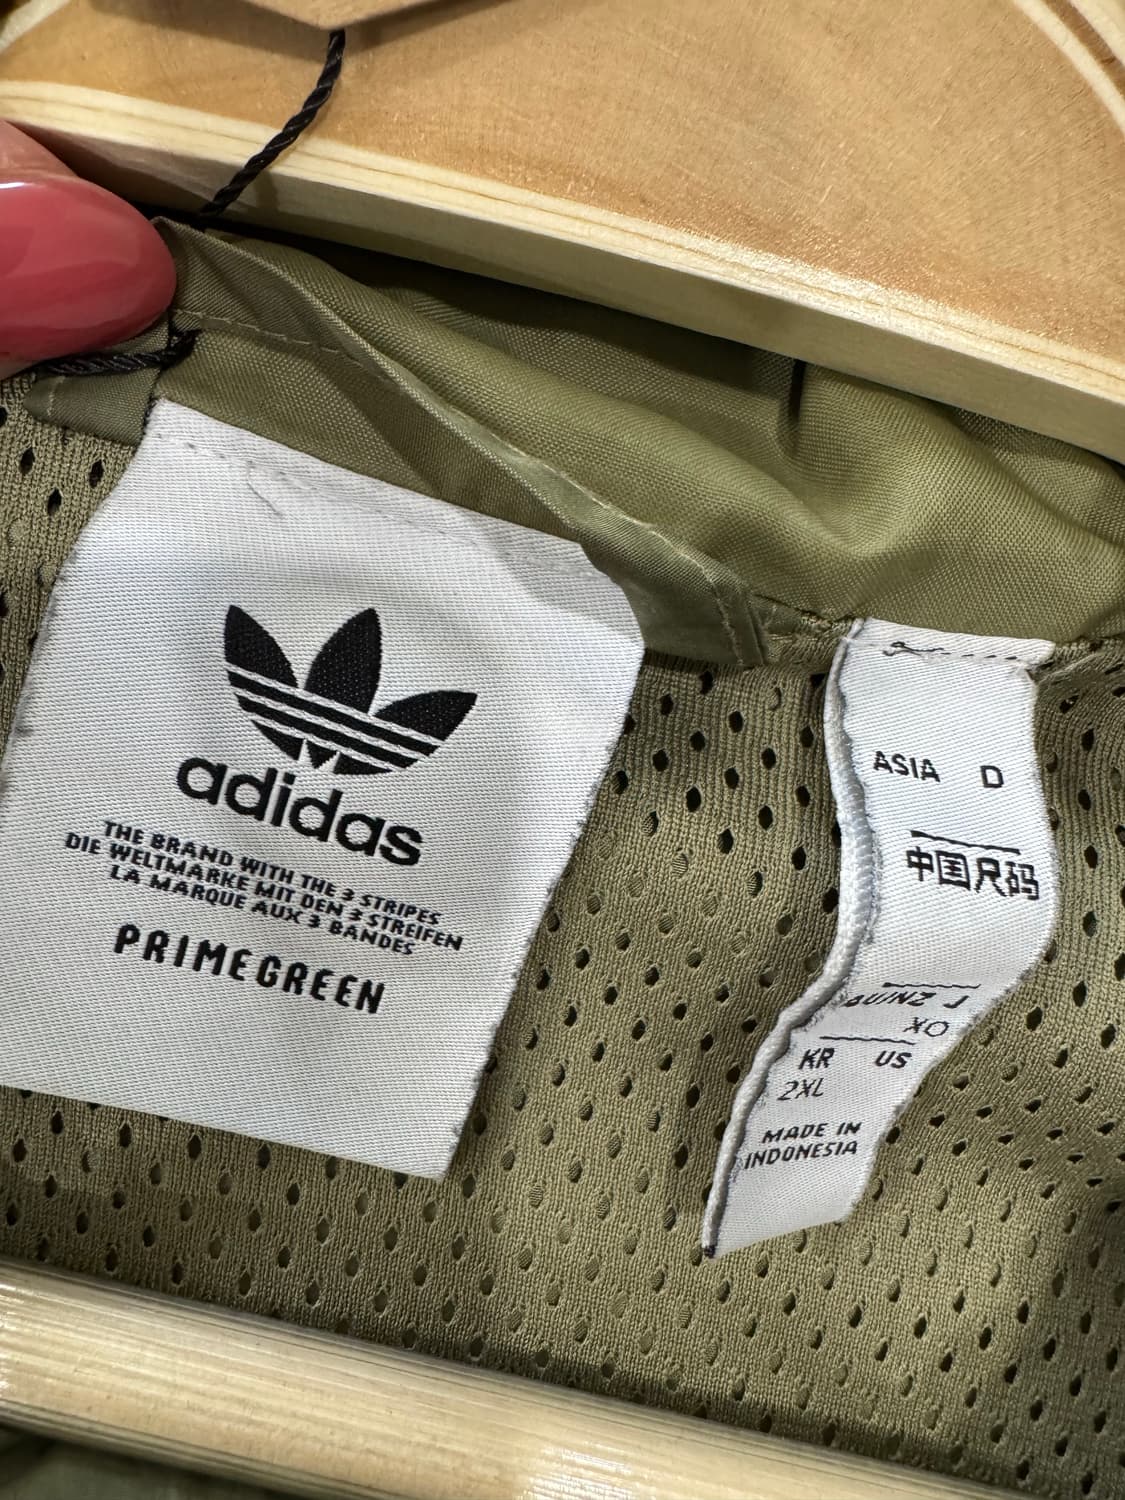 adidas
THE BRAND WITH THE 3 STRIPES
DIE WELTMARKE MIT DEN 3 STREIFEN
LA MARQUE AUX 3 BANDES
PRIMEGREEN
ASIA D
中国尺码
J
XO
KR US
2XL
MADE IN
INDONESIA